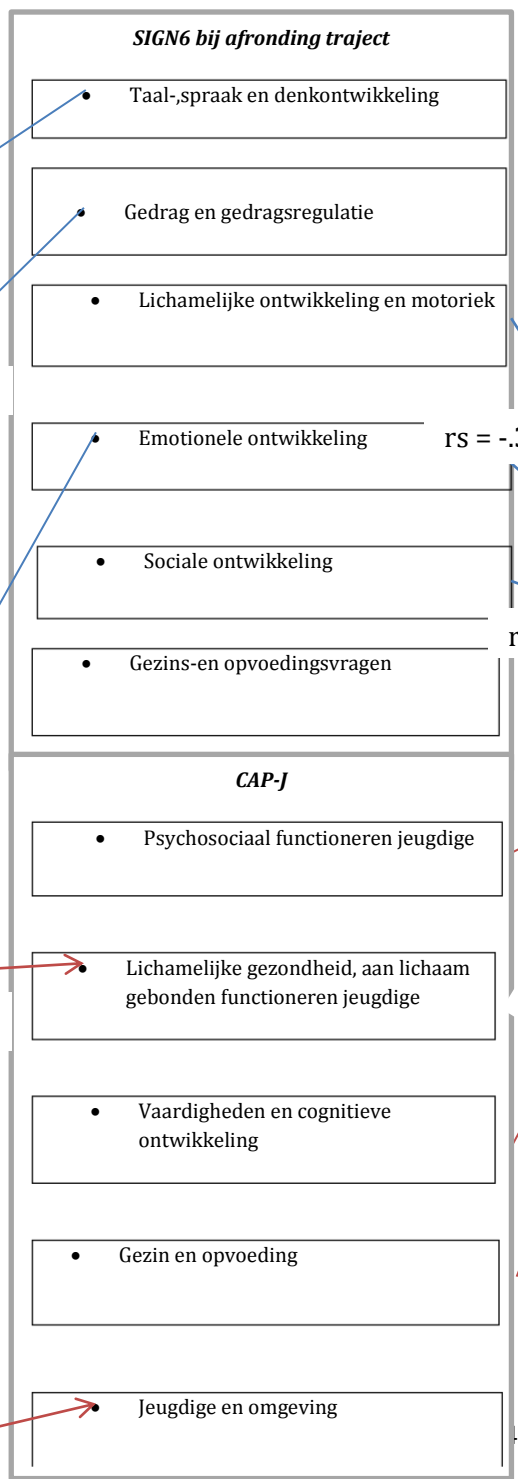 SIGN6 bij afronding traject
• Taal-,spraak en denkontwikkeling
• Gedrag en gedragsregulatie
• Lichamelijke ontwikkeling en motoriek
• Emotionele ontwikkeling
rs = -.3
• Sociale ontwikkeling
r
• Gezins-en opvoedingsvragen
CAP-J
• Psychosociaal functioneren jeugdige
• Lichamelijke gezondheid, aan lichaam
gebonden functioneren jeugdige
• Vaardigheden en cognitieve
ontwikkeling
• Gezin en opvoeding
• Jeugdige en omgeving